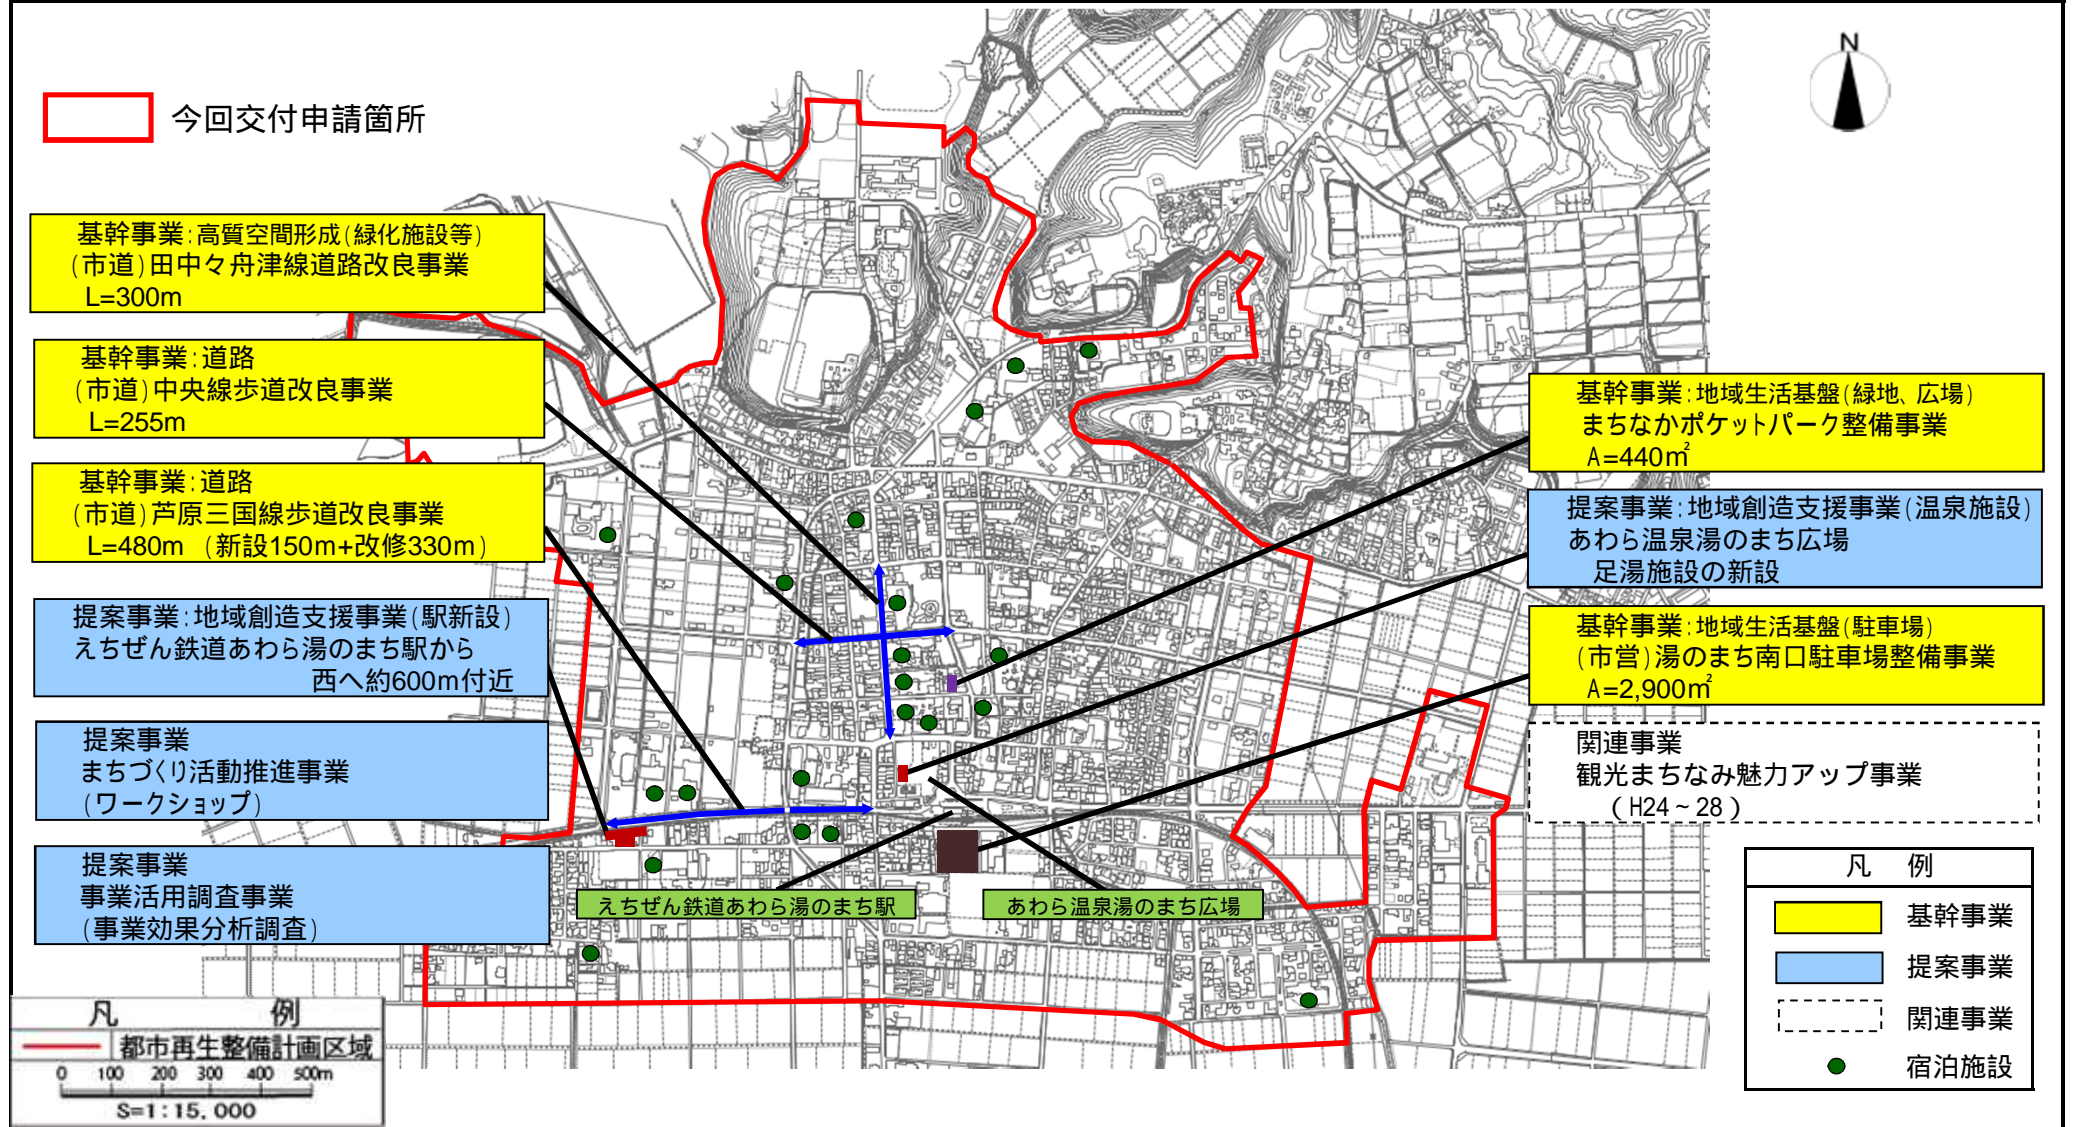 今回交付申請箇所
N
基幹事業:高質空間形成(緑化施設等)
(市道)田中々舟津線道路改良事業
L=300m
基幹事業:道路
(市道)中央線歩道改良事業
L=255m
基幹事業:道路
(市道)芦原三国線歩道改良事業
L=480m (新設150m+改修330m)
提案事業:地域創造支援事業(駅新設)
えちぜん鉄道あわら湯のまち駅から
西へ約600m付近
提案事業
まちづくり活動推進事業
(ワークショップ)
提案事業
事業活用調査事業
(事業効果分析調査)
基幹事業:地域生活基盤(緑地、広場)
まちなかポケットパーク整備事業
A=440㎡
提案事業:地域創造支援事業(温泉施設)
あわら温泉湯のまち広場
足湯施設の新設
基幹事業:地域生活基盤(駐車場)
(市営)湯のまち南口駐車場整備事業
A=2,900㎡
関連事業
観光まちなみ魅力アップ事業
(H24~28)
えちぜん鉄道あわら湯のまち駅
あわら温泉湯のまち広場
凡 例
基幹事業
提案事業
関連事業
宿泊施設
凡 例
都市再生整備計画区域
0 100 200 300 400 500m
S=1:15,000